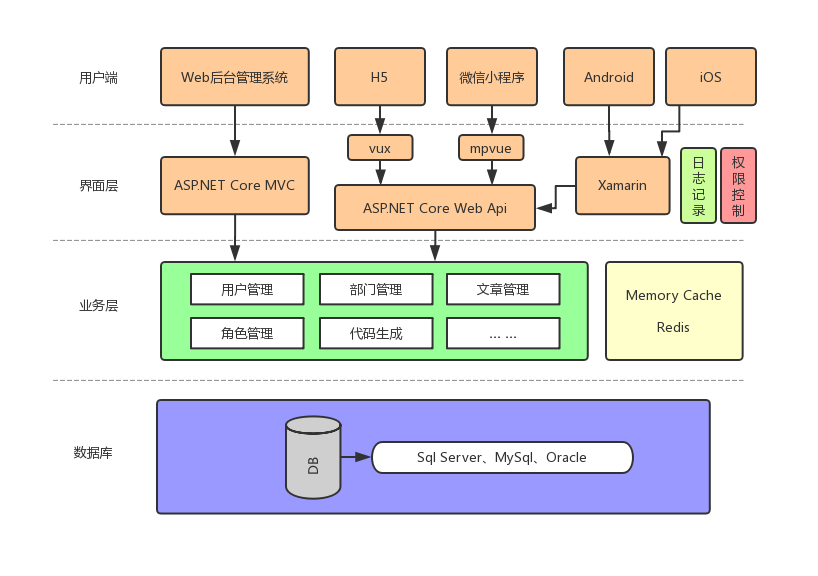 用户端
Web后台管理系统
H5
微信小程序
Android
iOS
vux
mpvue
界面层
ASP.NET Core MVC
ASP.NET Core Web Api
Xamarin
日
志
记
录
权
限
控
制
业务层
用户管理
部门管理
文章管理
角色管理
代码生成
... ...
Memory Cache
Redis
数据库
DB
Sql Server、MySql、Oracle